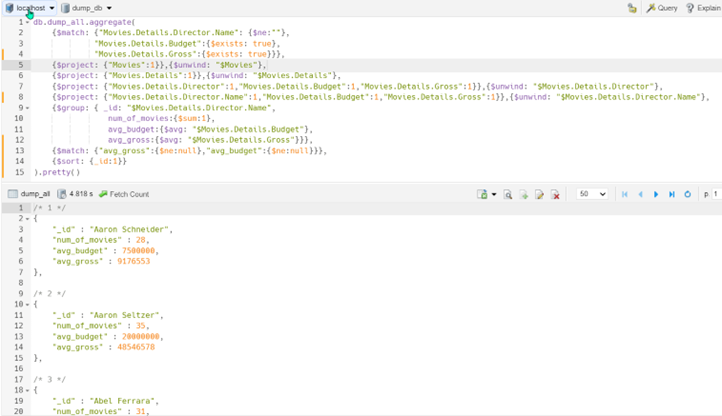 localhost dump_db Query Explain
1 db.dump_all.aggregate(
2 {$match: {"Movies.Details.Director.Name": {$ne:""},
3 "Movies.Details.Budget":{$exists: true},
4 "Movies.Details.Gross":{$exists: true}}},
5 {$project: {"Movies":1}},{$unwind: "$Movies"},
6 {$project: {"Movies.Details":1}},{$unwind: "$Movies.Details"},
7 {$project: {"Movies.Details.Director":1,"Movies.Details.Budget":1,"Movies.Details.Gross":1}},{$unwind: "$Movies.Details.Director"},
8 {$project: {"Movies.Details.Director.Name":1,"Movies.Details.Budget":1,"Movies.Details.Gross":1}},{$unwind: "$Movies.Details.Director.Name"},
9 {$group: { _id: "$Movies.Details.Director.Name",
10 num_of_movies:{$sum:1},
11 avg_budget:{$avg: "$Movies.Details.Budget"},
12 avg_gross:{$avg: "$Movies.Details.Gross"}}},
13 {$match: {"avg_gross":{$ne:null},"avg_budget":{$ne:null}}},
14 {$sort: {_id:1}}
15 ).pretty()
dump_all 4.818 s Fetch Count 50 p. 1
1 /* 1 */
2 {
3 "_id" : "Aaron Schneider",
4 "num_of_movies" : 28,
5 "avg_budget" : 7500000,
6 "avg_gross" : 9176553
7 },
8
9 /* 2 */
10 {
11 "_id" : "Aaron Seltzer",
12 "num_of_movies" : 35,
13 "avg_budget" : 20000000,
14 "avg_gross" : 48546578
15 },
16
17 /* 3 */
18 {
19 "_id" : "Abel Ferrara",
20 "num_of_movies" : 31,